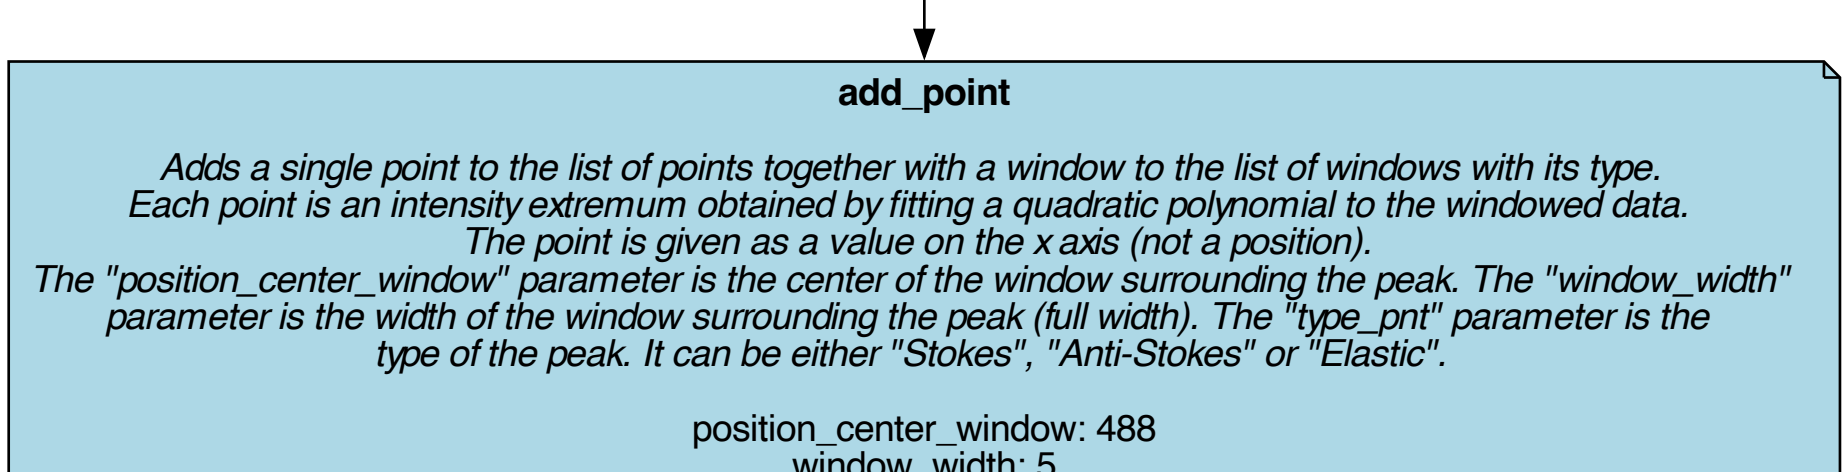 add_point
Adds a single point to the list of points together with a window to the list of windows with its type.
Each point is an intensity extremum obtained by fitting a quadratic polynomial to the windowed data.
The point is given as a value on the x axis (not a position).
The "position_center_window" parameter is the center of the window surrounding the peak. The "window_width"
parameter is the width of the window surrounding the peak (full width). The "type_pnt" parameter is the
type of the peak. It can be either "Stokes", "Anti-Stokes" or "Elastic".
position_center_window: 488
window_width: 5